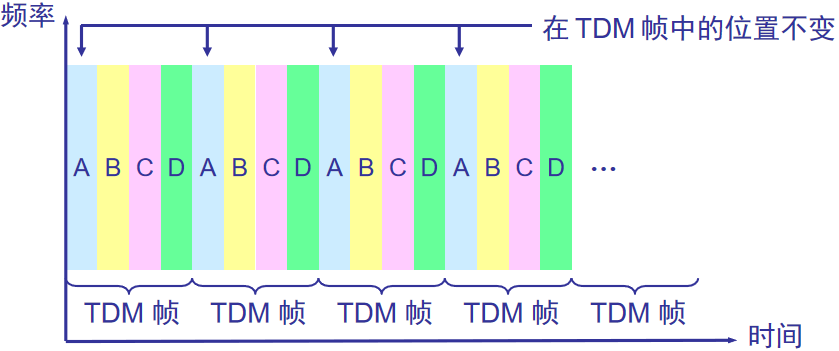 频率
在 TDM 帧中的位置不变
A B C D A B C D A B C D A B C D …
TDM 帧 TDM 帧 TDM 帧 TDM 帧 TDM 帧
时间